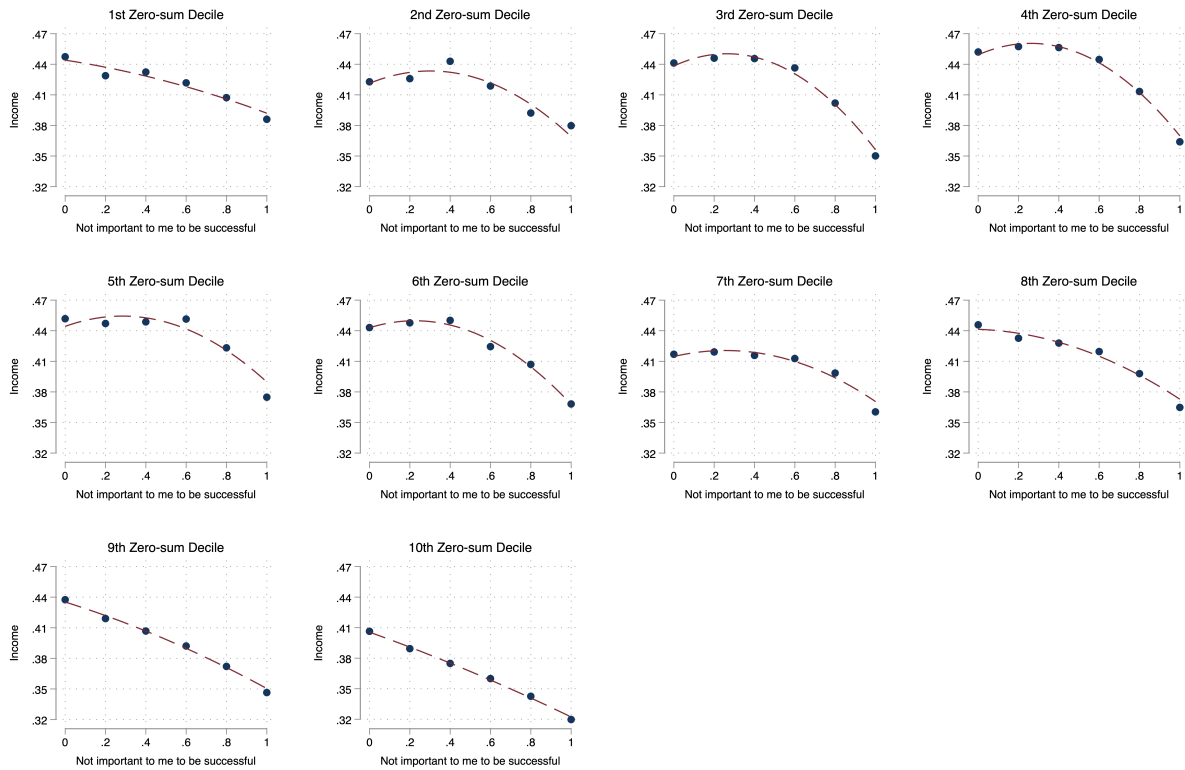 1st Zero-sum Decile
.47
.44
.41
.38
.35
.32
Income
0 .2 .4 .6 .8 1
Not important to me to be successful
2nd Zero-sum Decile
.47
.44
.41
.38
.35
.32
Income
0 .2 .4 .6 .8 1
Not important to me to be successful
3rd Zero-sum Decile
.47
.44
.41
.38
.35
.32
Income
0 .2 .4 .6 .8 1
Not important to me to be successful
4th Zero-sum Decile
.47
.44
.41
.38
.35
.32
Income
0 .2 .4 .6 .8 1
Not important to me to be successful
5th Zero-sum Decile
.47
.44
.41
.38
.35
.32
Income
0 .2 .4 .6 .8 1
Not important to me to be successful
6th Zero-sum Decile
.47
.44
.41
.38
.35
.32
Income
0 .2 .4 .6 .8 1
Not important to me to be successful
7th Zero-sum Decile
.47
.44
.41
.38
.35
.32
Income
0 .2 .4 .6 .8 1
Not important to me to be successful
8th Zero-sum Decile
.47
.44
.41
.38
.35
.32
Income
0 .2 .4 .6 .8 1
Not important to me to be successful
9th Zero-sum Decile
.47
.44
.41
.38
.35
.32
Income
0 .2 .4 .6 .8 1
Not important to me to be successful
10th Zero-sum Decile
.47
.44
.41
.38
.35
.32
Income
0 .2 .4 .6 .8 1
Not important to me to be successful